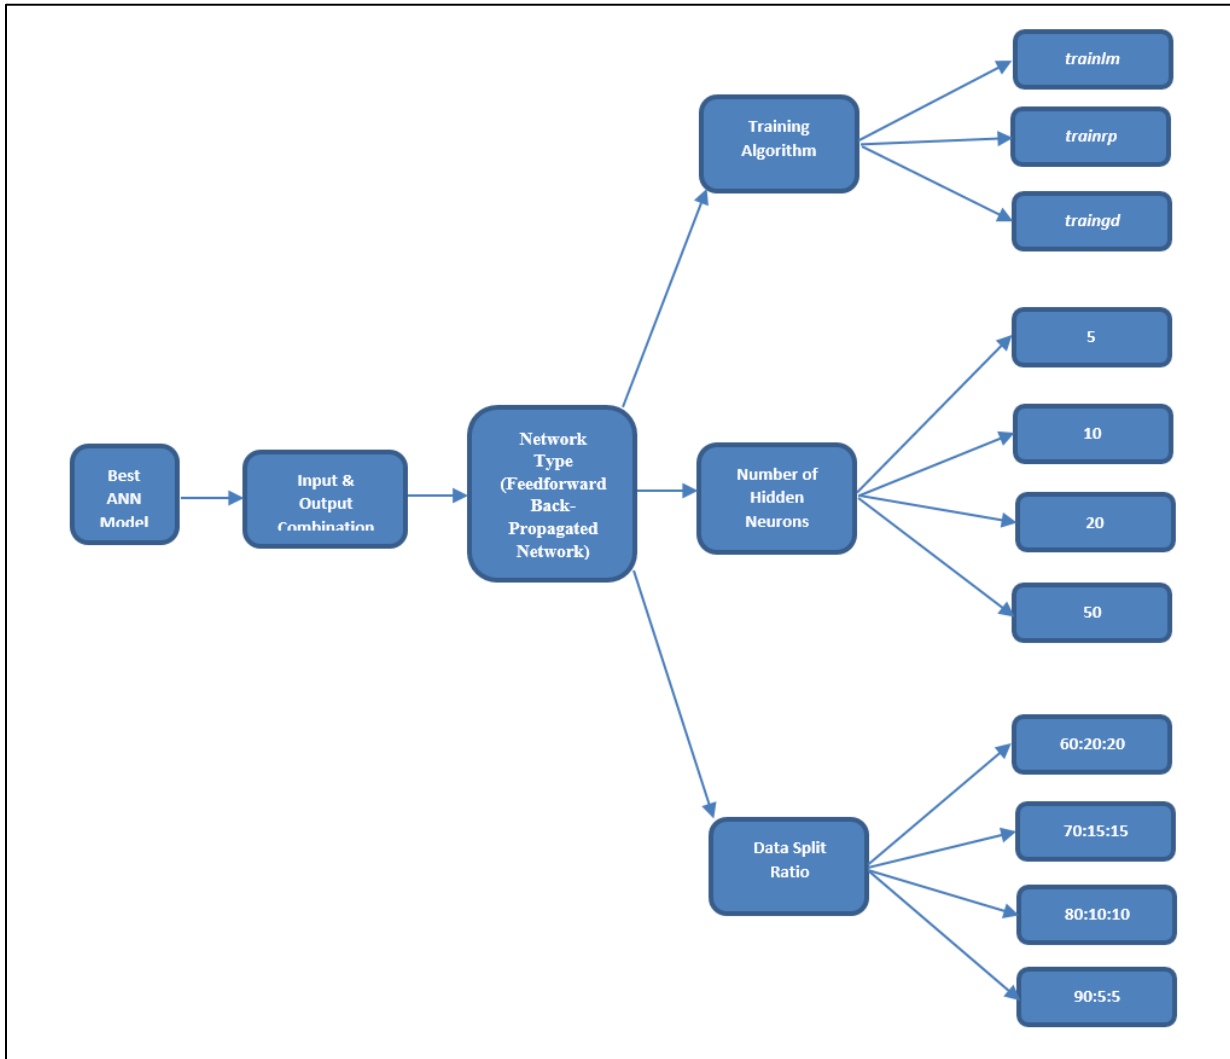 Best
ANN
Model
Input &
Output
Combination
Network
Type
(Feedforward
Back-
Propagated
Network)
Training
Algorithm
trainlm
trainrp
traingd
Number of
Hidden
Neurons
5
10
20
50
Data Split
Ratio
60:20:20
70:15:15
80:10:10
90:5:5